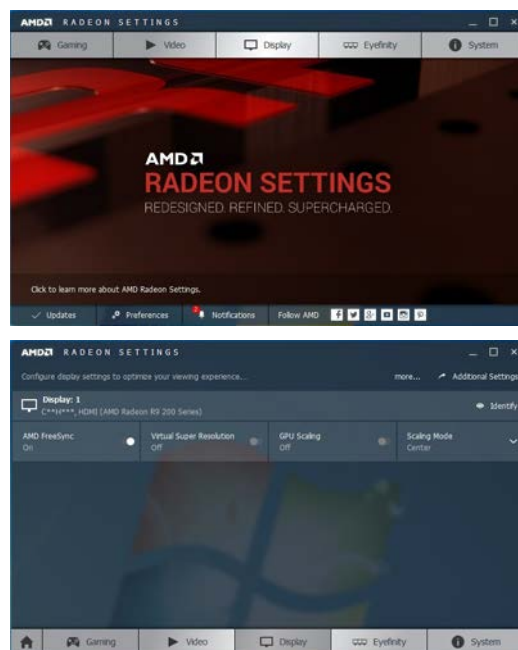 AMD RADEON SETTINGS
Gaming Video Display Eyefinity System
AMD
RADEON SETTINGS
REDESIGNED. REFINED. SUPERCHARGED.
Click to learn more about AMD Radeon Settings.
Updates Preferences 2 Notifications Follow AMD
AMD RADEON SETTINGS
Configure display settings to optimize your viewing experience... more... Additional Settings
Display: 1
C**H***, HDMI (AMD Radeon R9 200 Series) Identify
AMD FreeSync Virtual Super Resolution GPU Scaling Scaling Mode
On Off Off Center
Gaming Video Display Eyefinity System